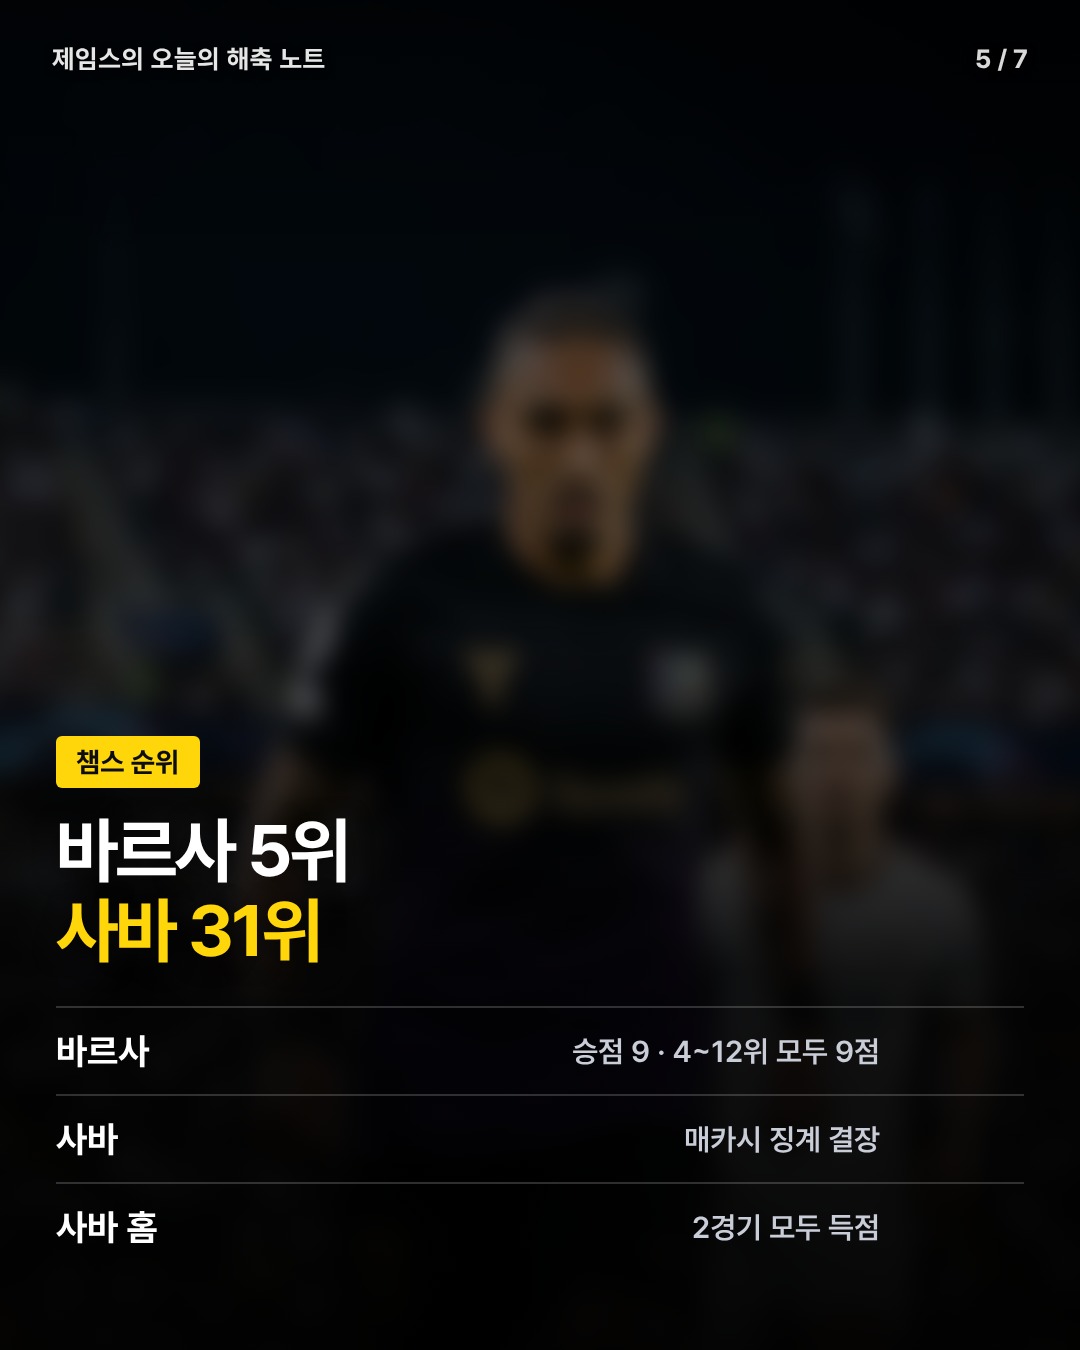 제임스의 오늘의 해축 노트
5 / 7
챔스 순위
바르사 5위
사바 31위
바르사 승점 9 · 4~12위 모두 9점
사바 매카시 징계 결장
사바 홈 2경기 모두 득점